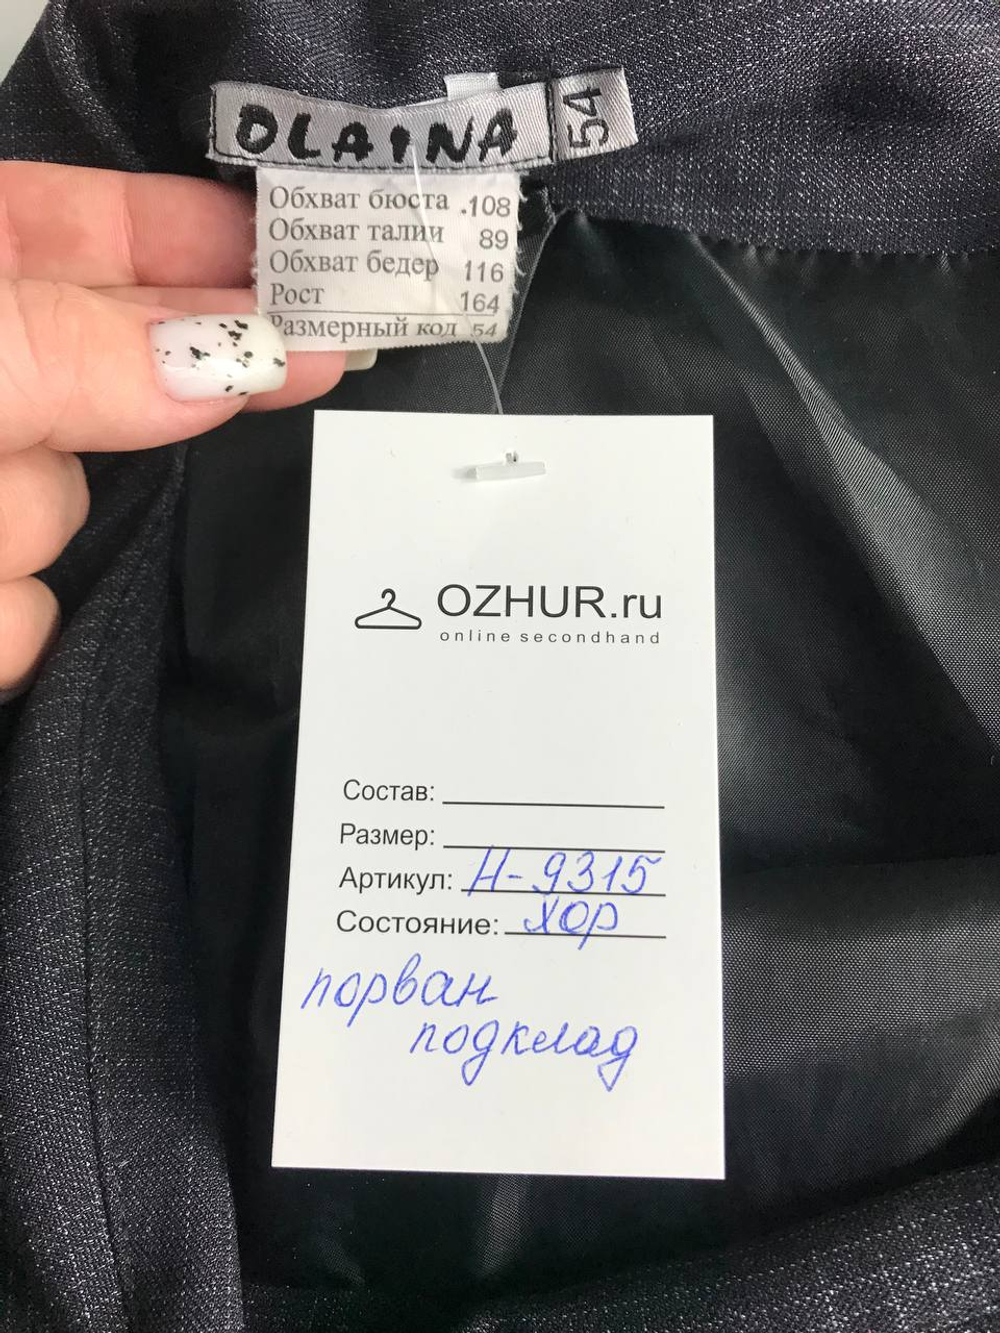 OLAINA 54
Обхват бюста 108
Обхват талии 89
Обхват бедер 116
Рост 164
Размерный код 54
OZHUR.ru
online secondhand
Состав:
Размер:
Артикул: Н-9315
Состояние: хор
порван
подклад